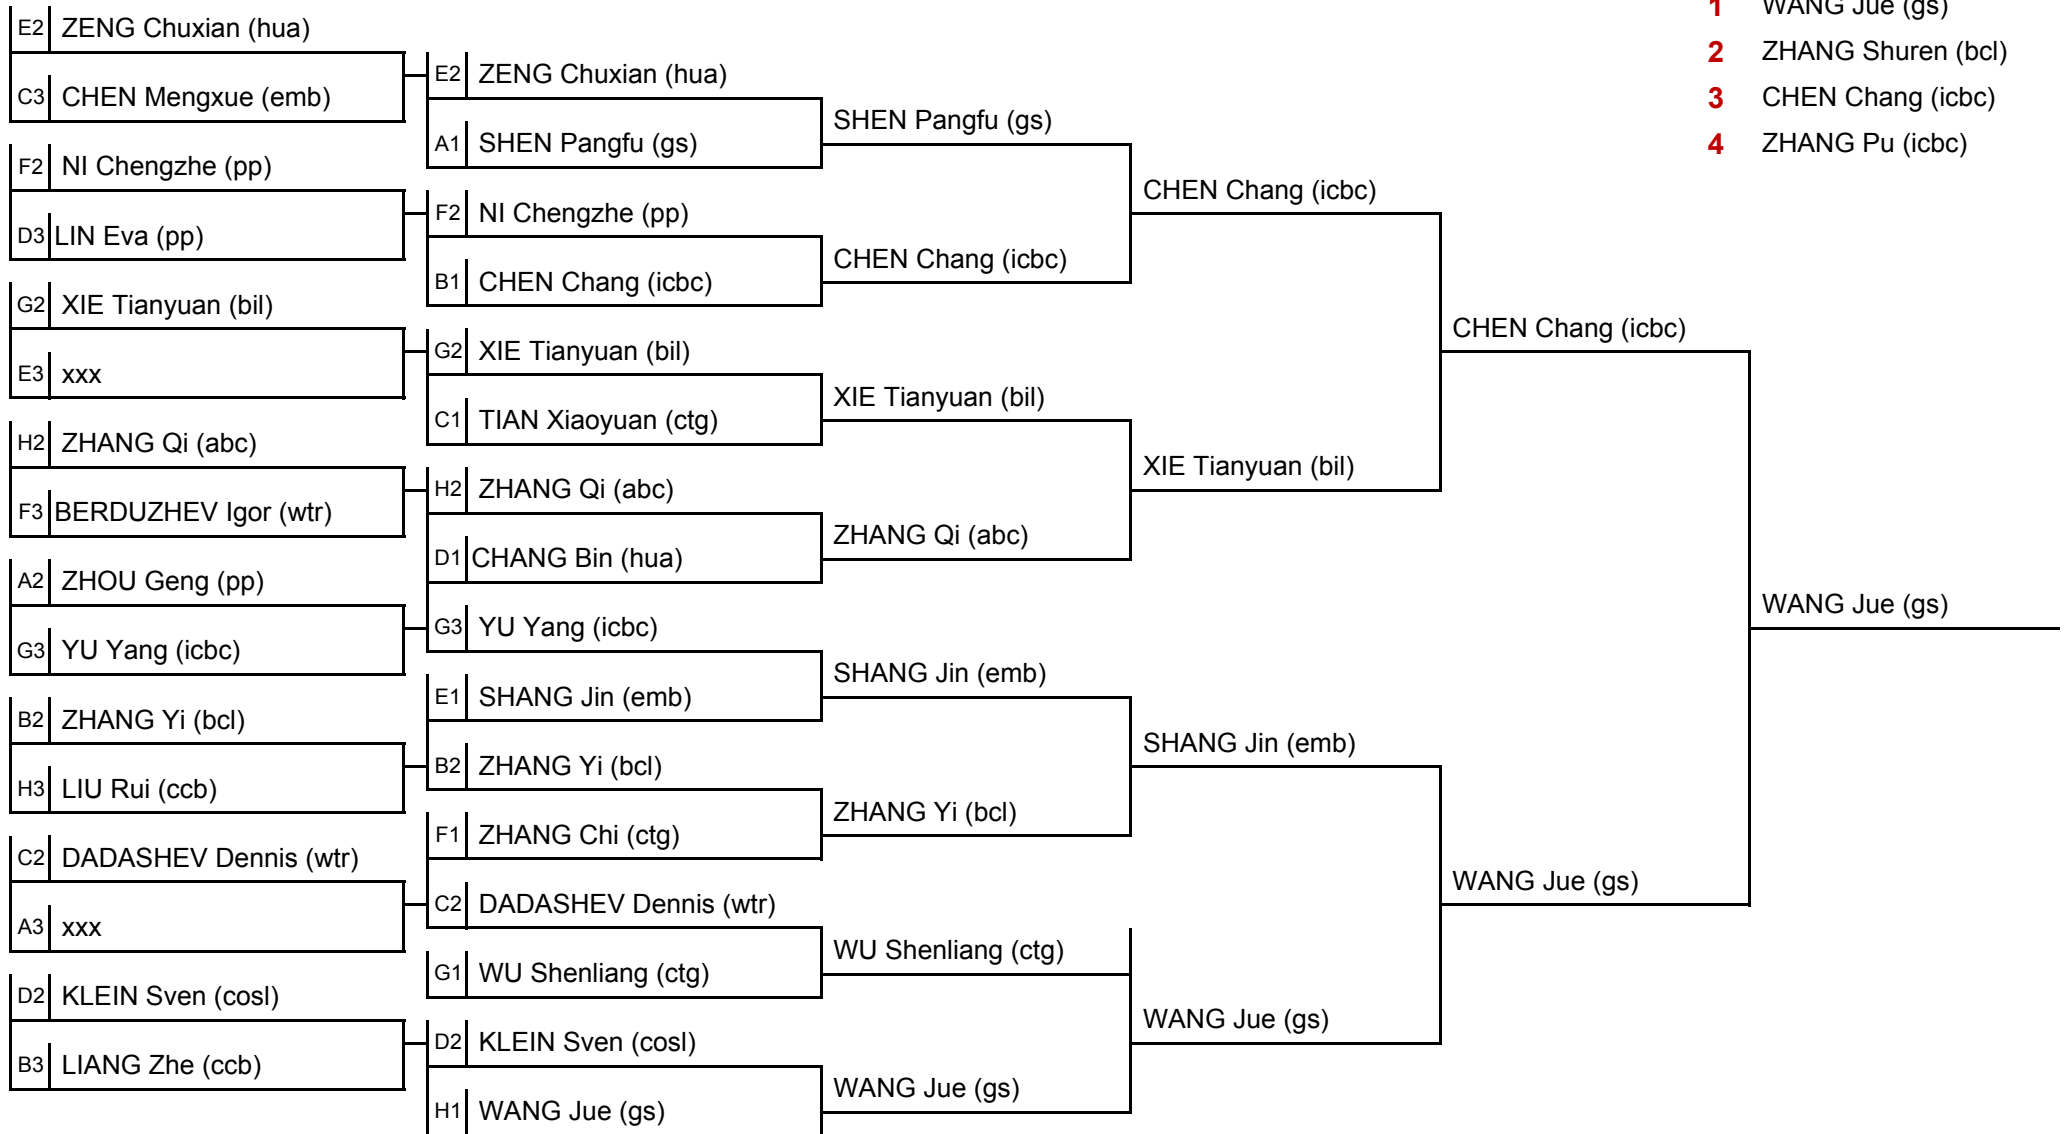 E2 ZENG Chuxian (hua)
C3 CHEN Mengxue (emb)
F2 NI Chengzhe (pp)
D3 LIN Eva (pp)
G2 XIE Tianyuan (bil)
E3 xxx
H2 ZHANG Qi (abc)
F3 BERDUZHEV Igor (wtr)
A2 ZHOU Geng (pp)
G3 YU Yang (icbc)
B2 ZHANG Yi (bcl)
H3 LIU Rui (ccb)
C2 DADASHEV Dennis (wtr)
A3 xxx
D2 KLEIN Sven (cosl)
B3 LIANG Zhe (ccb)
E2 ZENG Chuxian (hua)
A1 SHEN Pangfu (gs)
F2 NI Chengzhe (pp)
B1 CHEN Chang (icbc)
G2 XIE Tianyuan (bil)
C1 TIAN Xiaoyuan (ctg)
H2 ZHANG Qi (abc)
D1 CHANG Bin (hua)
G3 YU Yang (icbc)
E1 SHANG Jin (emb)
B2 ZHANG Yi (bcl)
F1 ZHANG Chi (ctg)
C2 DADASHEV Dennis (wtr)
G1 WU Shenliang (ctg)
D2 KLEIN Sven (cosl)
H1 WANG Jue (gs)
SHEN Pangfu (gs)
CHEN Chang (icbc)
XIE Tianyuan (bil)
ZHANG Qi (abc)
SHANG Jin (emb)
ZHANG Yi (bcl)
WU Shenliang (ctg)
WANG Jue (gs)
CHEN Chang (icbc)
XIE Tianyuan (bil)
SHANG Jin (emb)
WANG Jue (gs)
CHEN Chang (icbc)
WANG Jue (gs)
WANG Jue (gs)
1 WANG Jue (gs)
2 ZHANG Shuren (bcl)
3 CHEN Chang (icbc)
4 ZHANG Pu (icbc)